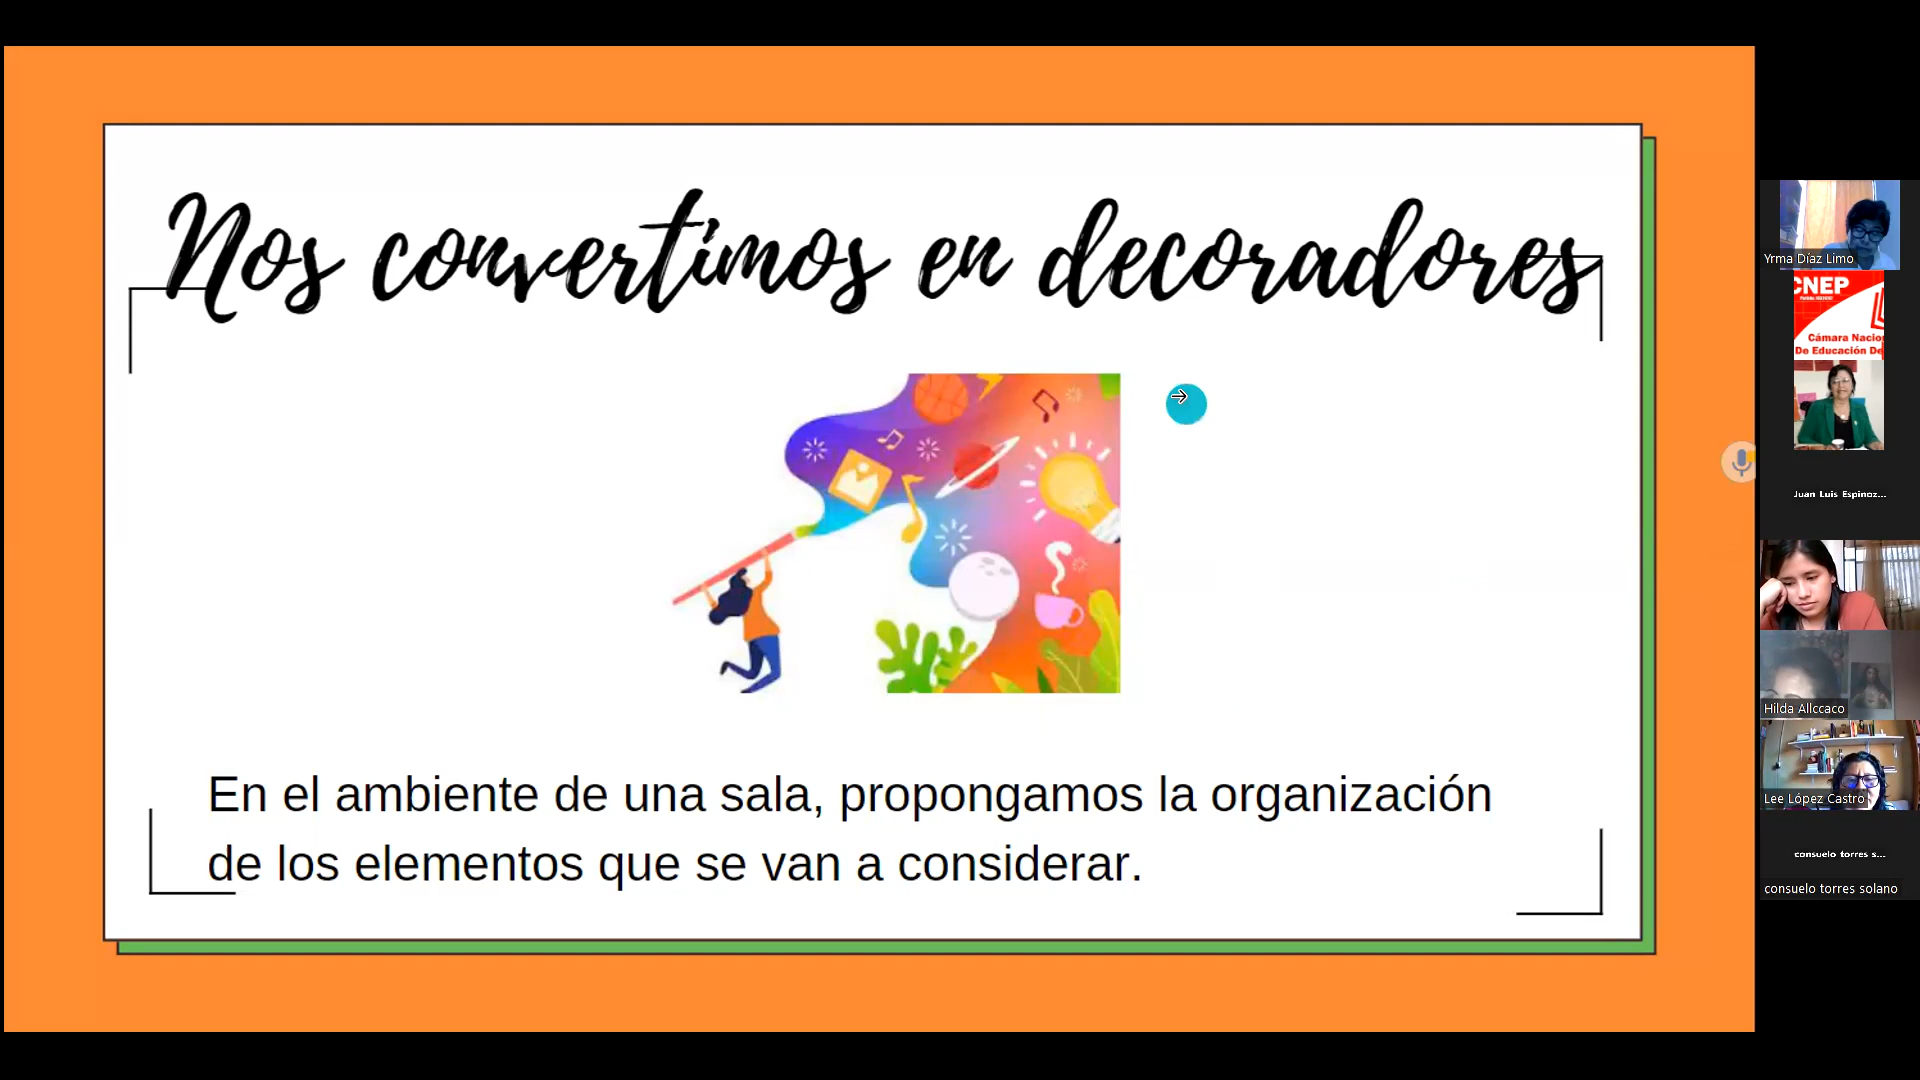 Nos convertimos en decoradores
En el ambiente de una sala, propongamos la organización
de los elementos que se van a considerar.
Yrma Díaz Limo
CNEP
Cámara Nacio
De Educación De
Juan Luis Espinoz...
Hilda Allccaco
Lee López Castro
consuelo torres s...
consuelo torres solano